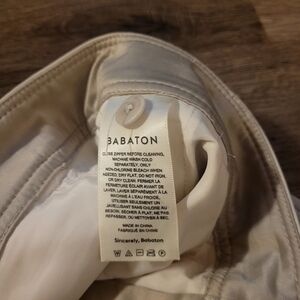 BABATON
CLOSE ZIPPER BEFORE CLEANING,
MACHINE WASH COLD
SEPARATELY, ONLY
NON-CHLORINE BLEACH WHEN
NEEDED, DRY FLAT, DO NOT IRON,
OR DRY CLEAN. FERMER LA
FERMETURE ÉCLAIR AVANT DE
LAVER, LAVER SÉPARÉMENT À LA
MACHINE À L'EAU FROIDE,
UTILISER SEULEMENT UN
JAVELLISANT SANS CHLORE AU
BESOIN, SÉCHER À PLAT, NE PAS
REPASSER, OU NETTOYER À SEC.
MADE IN CHINA
FABRIQUÉ EN CHINE
Sincerely, Babaton